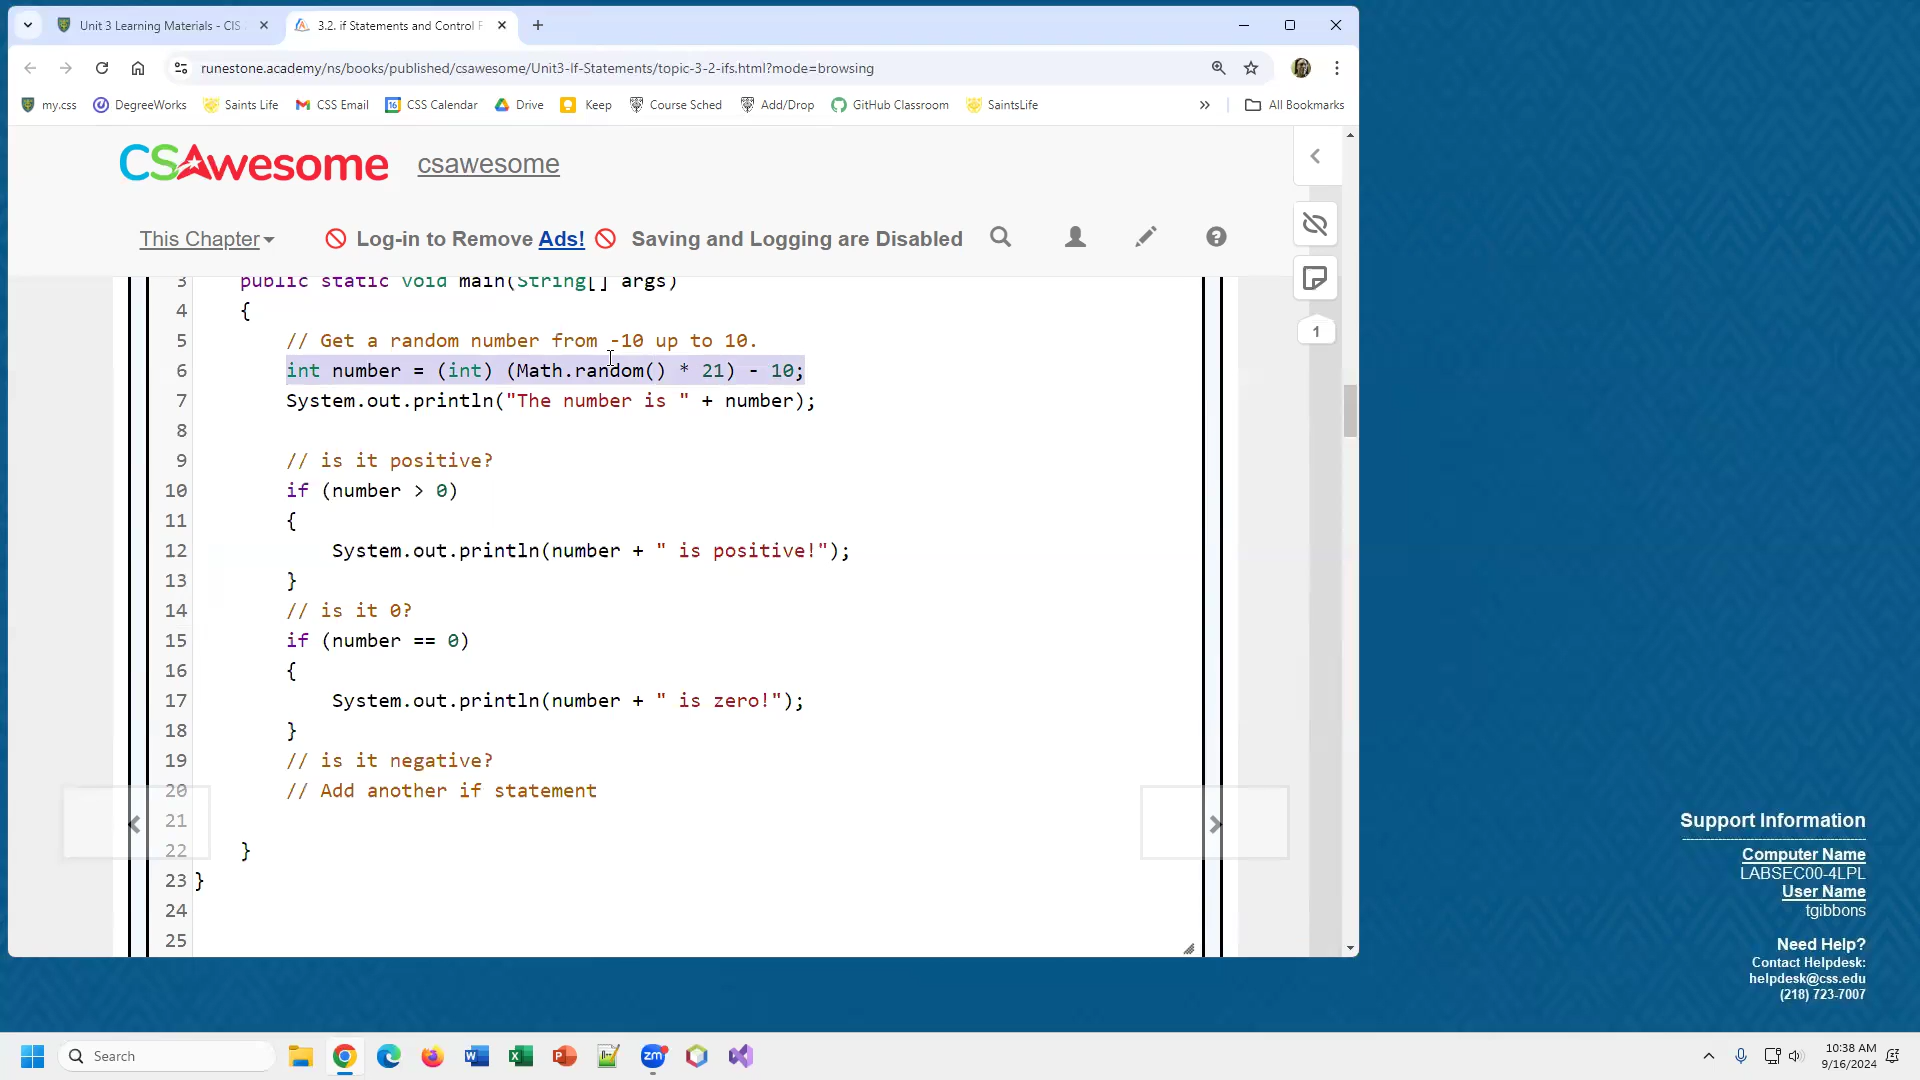 Unit 3 Learning Materials - CIS
3.2. if Statements and Control F
runestone.academy/ns/books/published/csawesome/Unit3-If-Statements/topic-3-2-ifs.html?mode=browsing
my.css
DegreeWorks
Saints Life
CSS Email
CSS Calendar
Drive
Keep
Course Sched
Add/Drop
GitHub Classroom
SaintsLife
»
All Bookmarks
CSAwesome
csawesome
This Chapter
Log-in to Remove Ads!
Saving and Logging are Disabled
1
3 public static void main(String[] args)
4 {
5 // Get a random number from -10 up to 10.
6 int number = (int) (Math.random() * 21) - 10;
7 System.out.println("The number is " + number);
8
9 // is it positive?
10 if (number > 0)
11 {
12 System.out.println(number + " is positive!");
13 }
14 // is it 0?
15 if (number == 0)
16 {
17 System.out.println(number + " is zero!");
18 }
19 // is it negative?
20 // Add another if statement
21
22 }
23 }
24
25
Support Information
Computer Name
LABSEC00-4LPL
User Name
tgibbons
Need Help?
Contact Helpdesk:
helpdesk@css.edu
(218) 723-7007
Search
zm
10:38 AM
9/16/2024